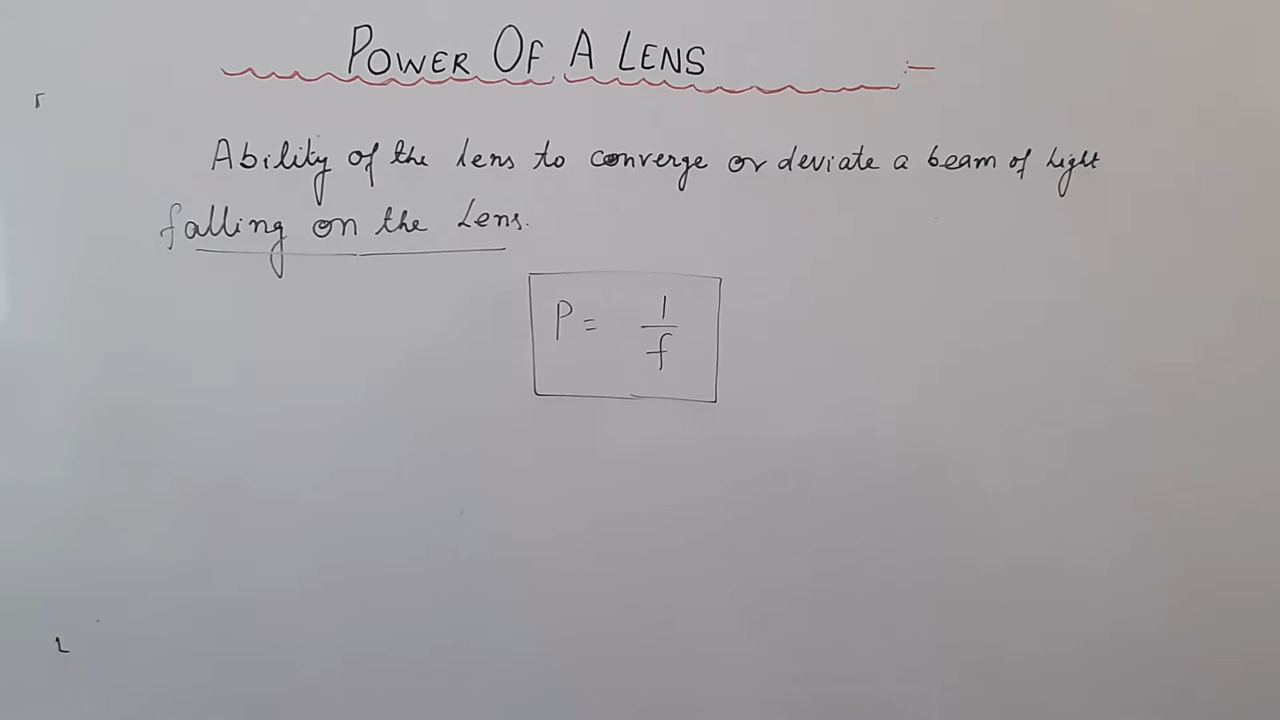 POWER OF A LENS :-
Ability of the lens to converge or deviate a beam of light
falling on the Lens.
P = 1/f